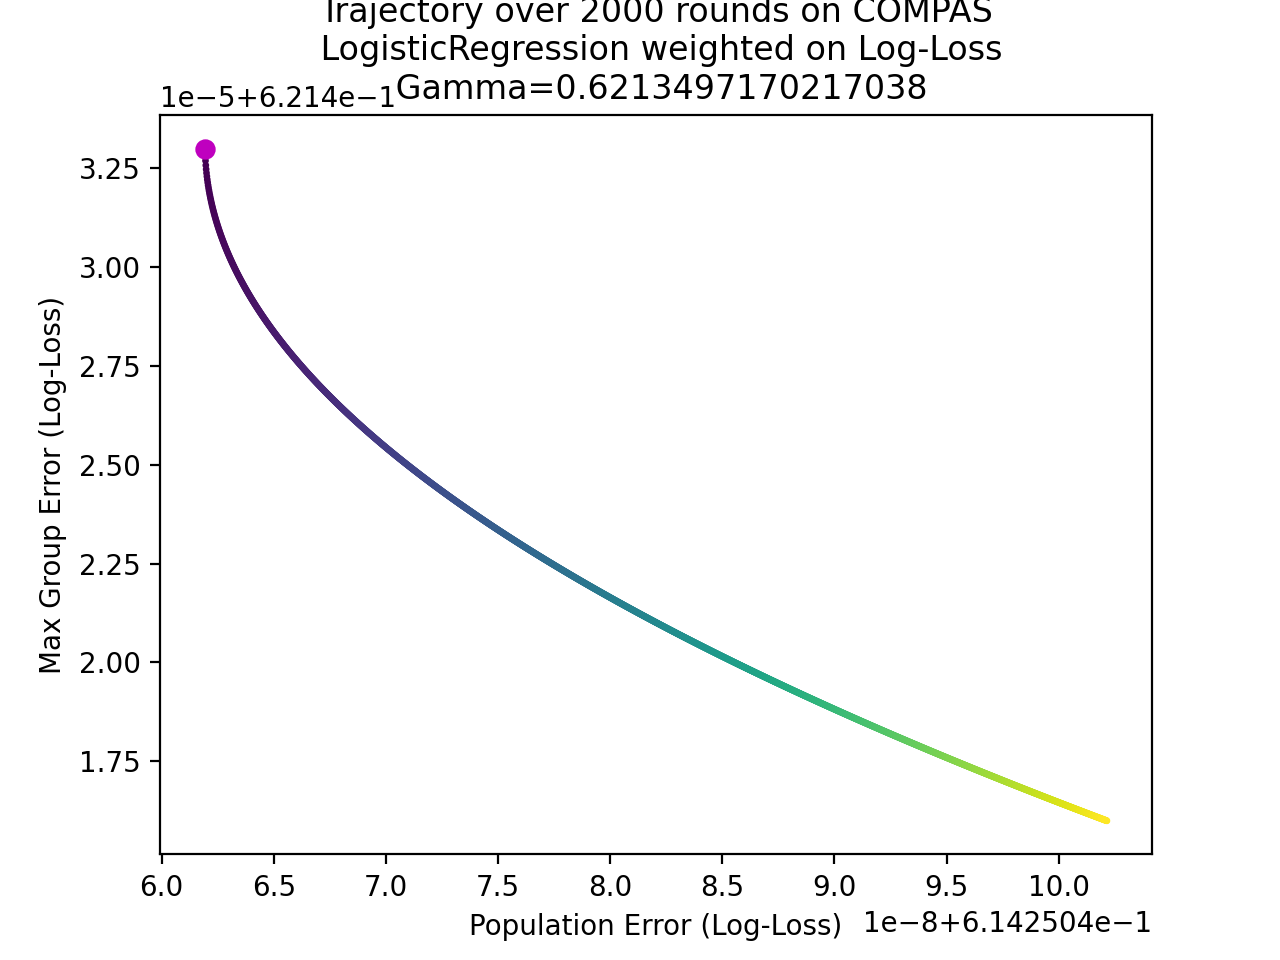 Trajectory over 2000 rounds on COMPAS
LogisticRegression weighted on Log-Loss
Gamma=0.6213497170217038
1e−5+6.214e−1
3.25
3.00
2.75
2.50
2.25
2.00
1.75
Max Group Error (Log-Loss)
6.0 6.5 7.0 7.5 8.0 8.5 9.0 9.5 10.0
Population Error (Log-Loss)
1e−8+6.142504e−1